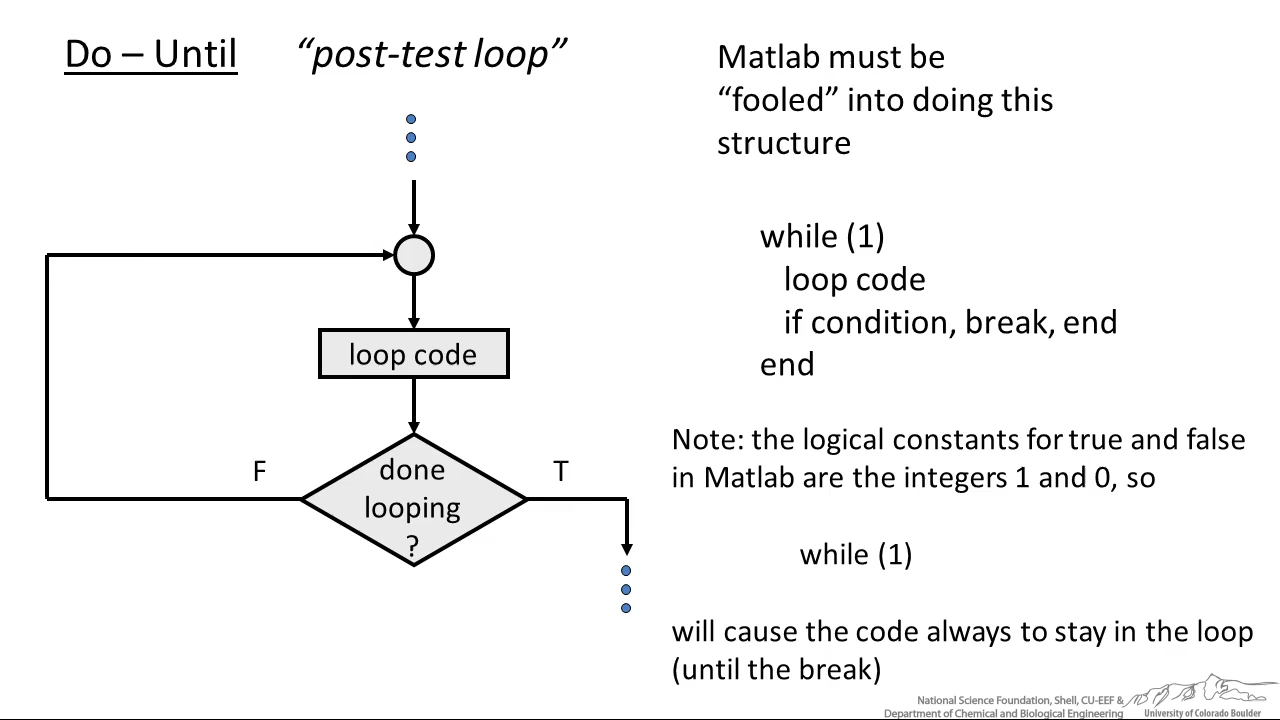 Do – Until “post-test loop”
loop code
done
looping
?
F
T
Matlab must be
“fooled” into doing this
structure
while (1)
loop code
if condition, break, end
end
Note: the logical constants for true and false
in Matlab are the integers 1 and 0, so
while (1)
will cause the code always to stay in the loop
(until the break)
National Science Foundation, Shell, CU-EEF &
Department of Chemical and Biological Engineering
University of Colorado Boulder